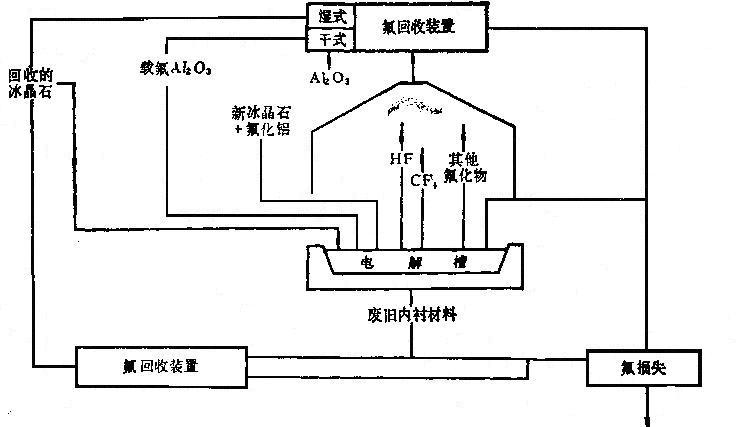 湿式
氟回收装置
干式
载氟Al₂O₃
Al₂O₃
回收的
冰晶石
新冰晶石
+氟化铝
HF
CF₄
其他
氟化物
电解槽
废旧内衬材料
氟回收装置
氟损失